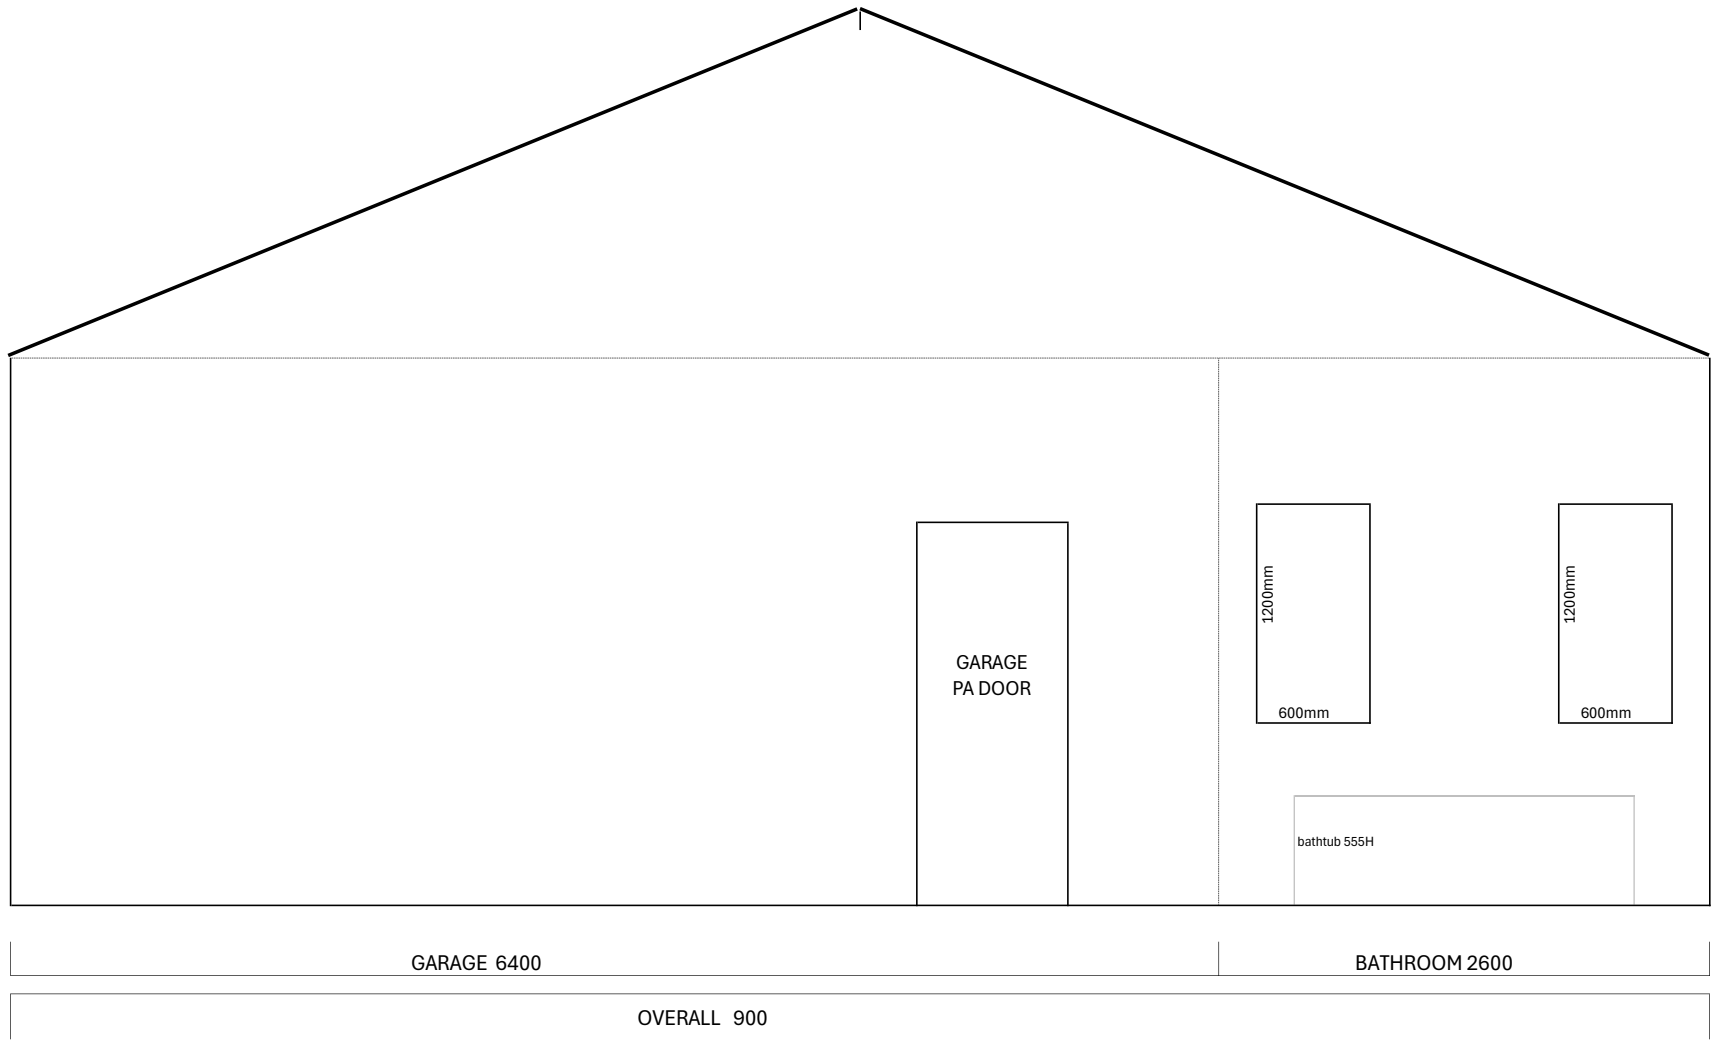 GARAGE
PA DOOR
1200mm
600mm
1200mm
600mm
bathtub 555H
GARAGE 6400
BATHROOM 2600
OVERALL 900